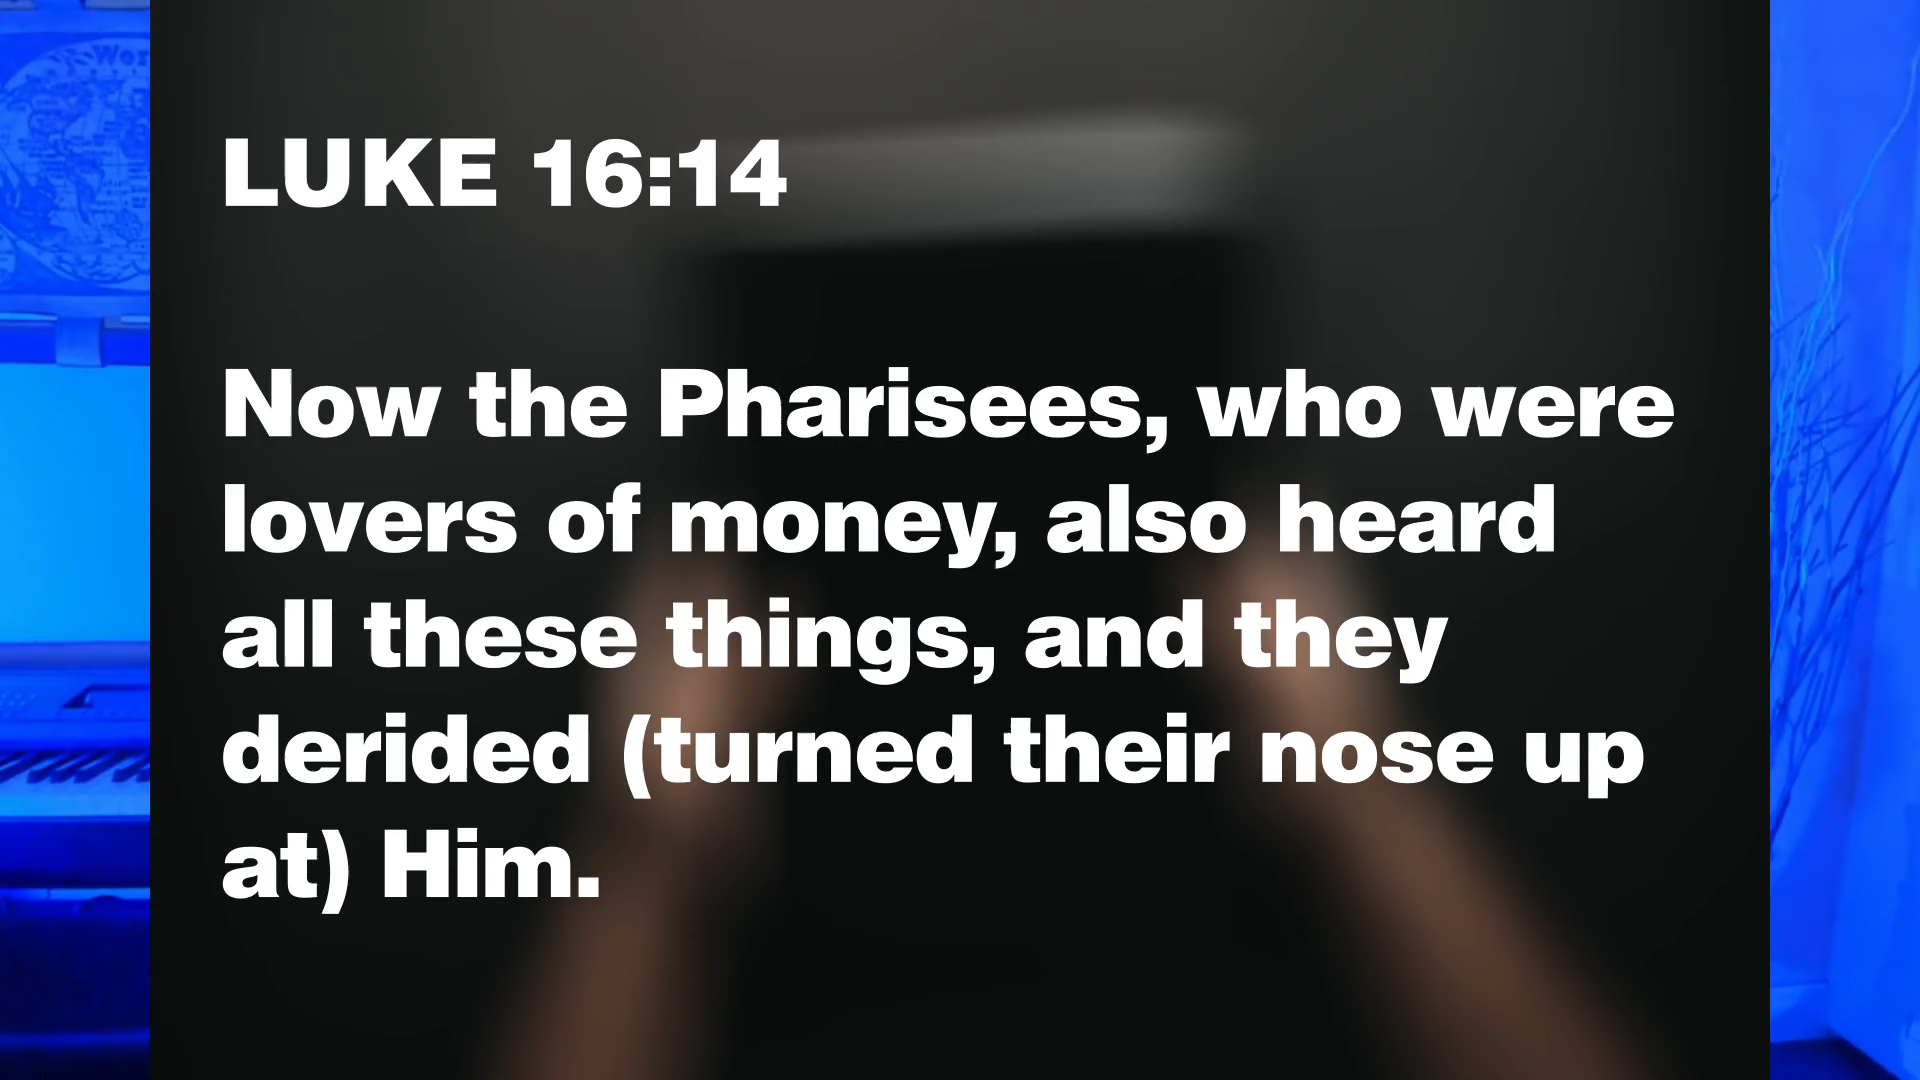 LUKE 16:14
Now the Pharisees, who were
lovers of money, also heard
all these things, and they
derided (turned their nose up
at) Him.